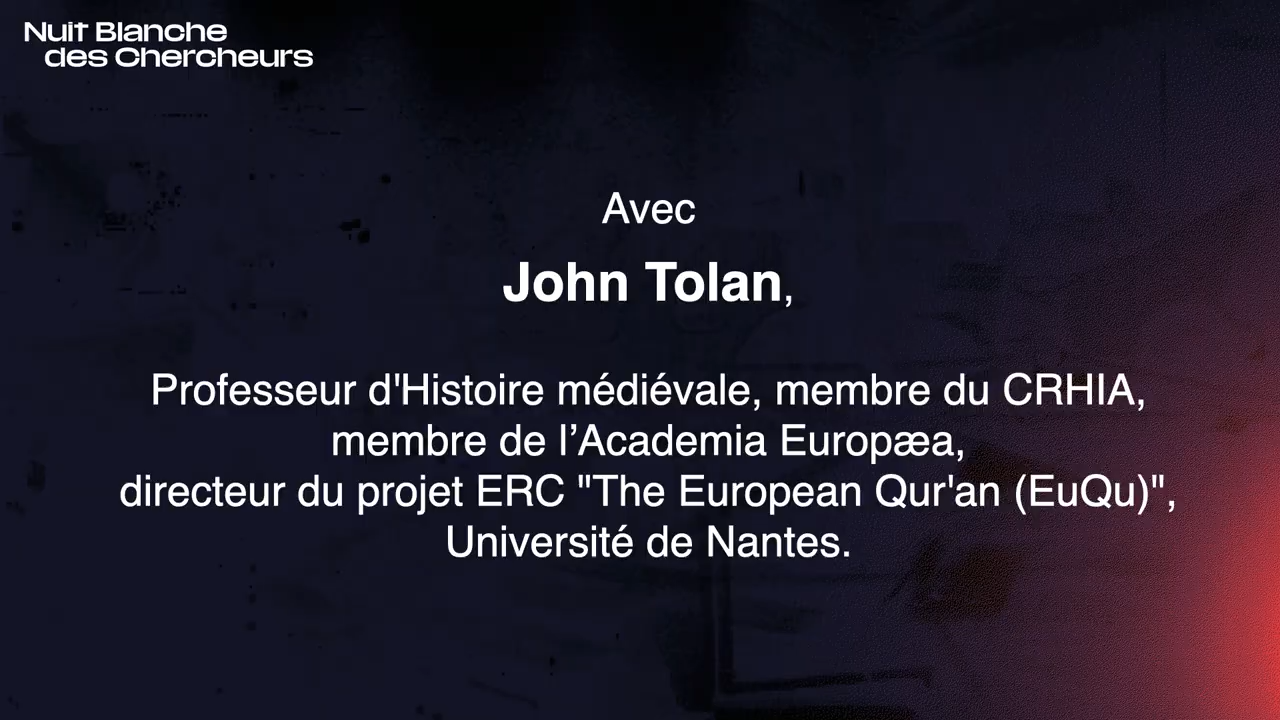 Nuit Blanche
des Chercheurs
Avec
John Tolan,
Professeur d'Histoire médiévale, membre du CRHIA,
membre de l’Academia Europæa,
directeur du projet ERC "The European Qur'an (EuQu)",
Université de Nantes.